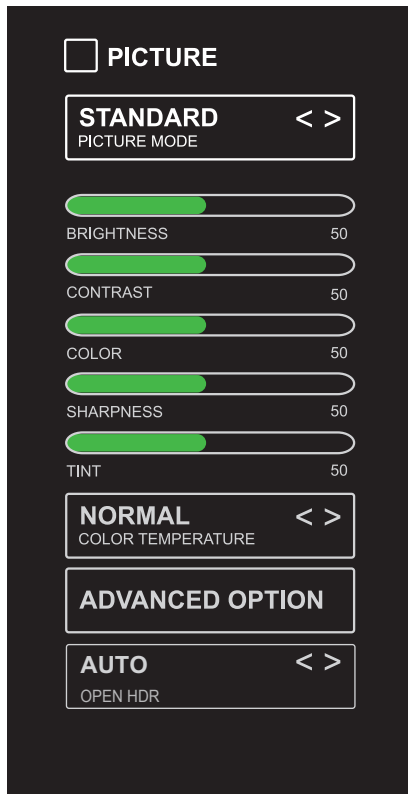 PICTURE
STANDARD < >
PICTURE MODE
BRIGHTNESS 50
CONTRAST 50
COLOR 50
SHARPNESS 50
TINT 50
NORMAL < >
COLOR TEMPERATURE
ADVANCED OPTION
AUTO < >
OPEN HDR